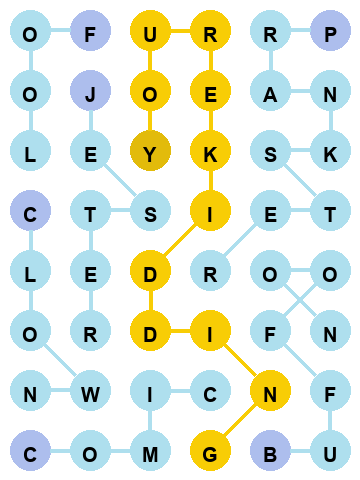 O F U R R P
O J O E A N
L E Y K S K
C T S I E T
L E D R O O
O R D I F N
N W I C N F
C O M G B U